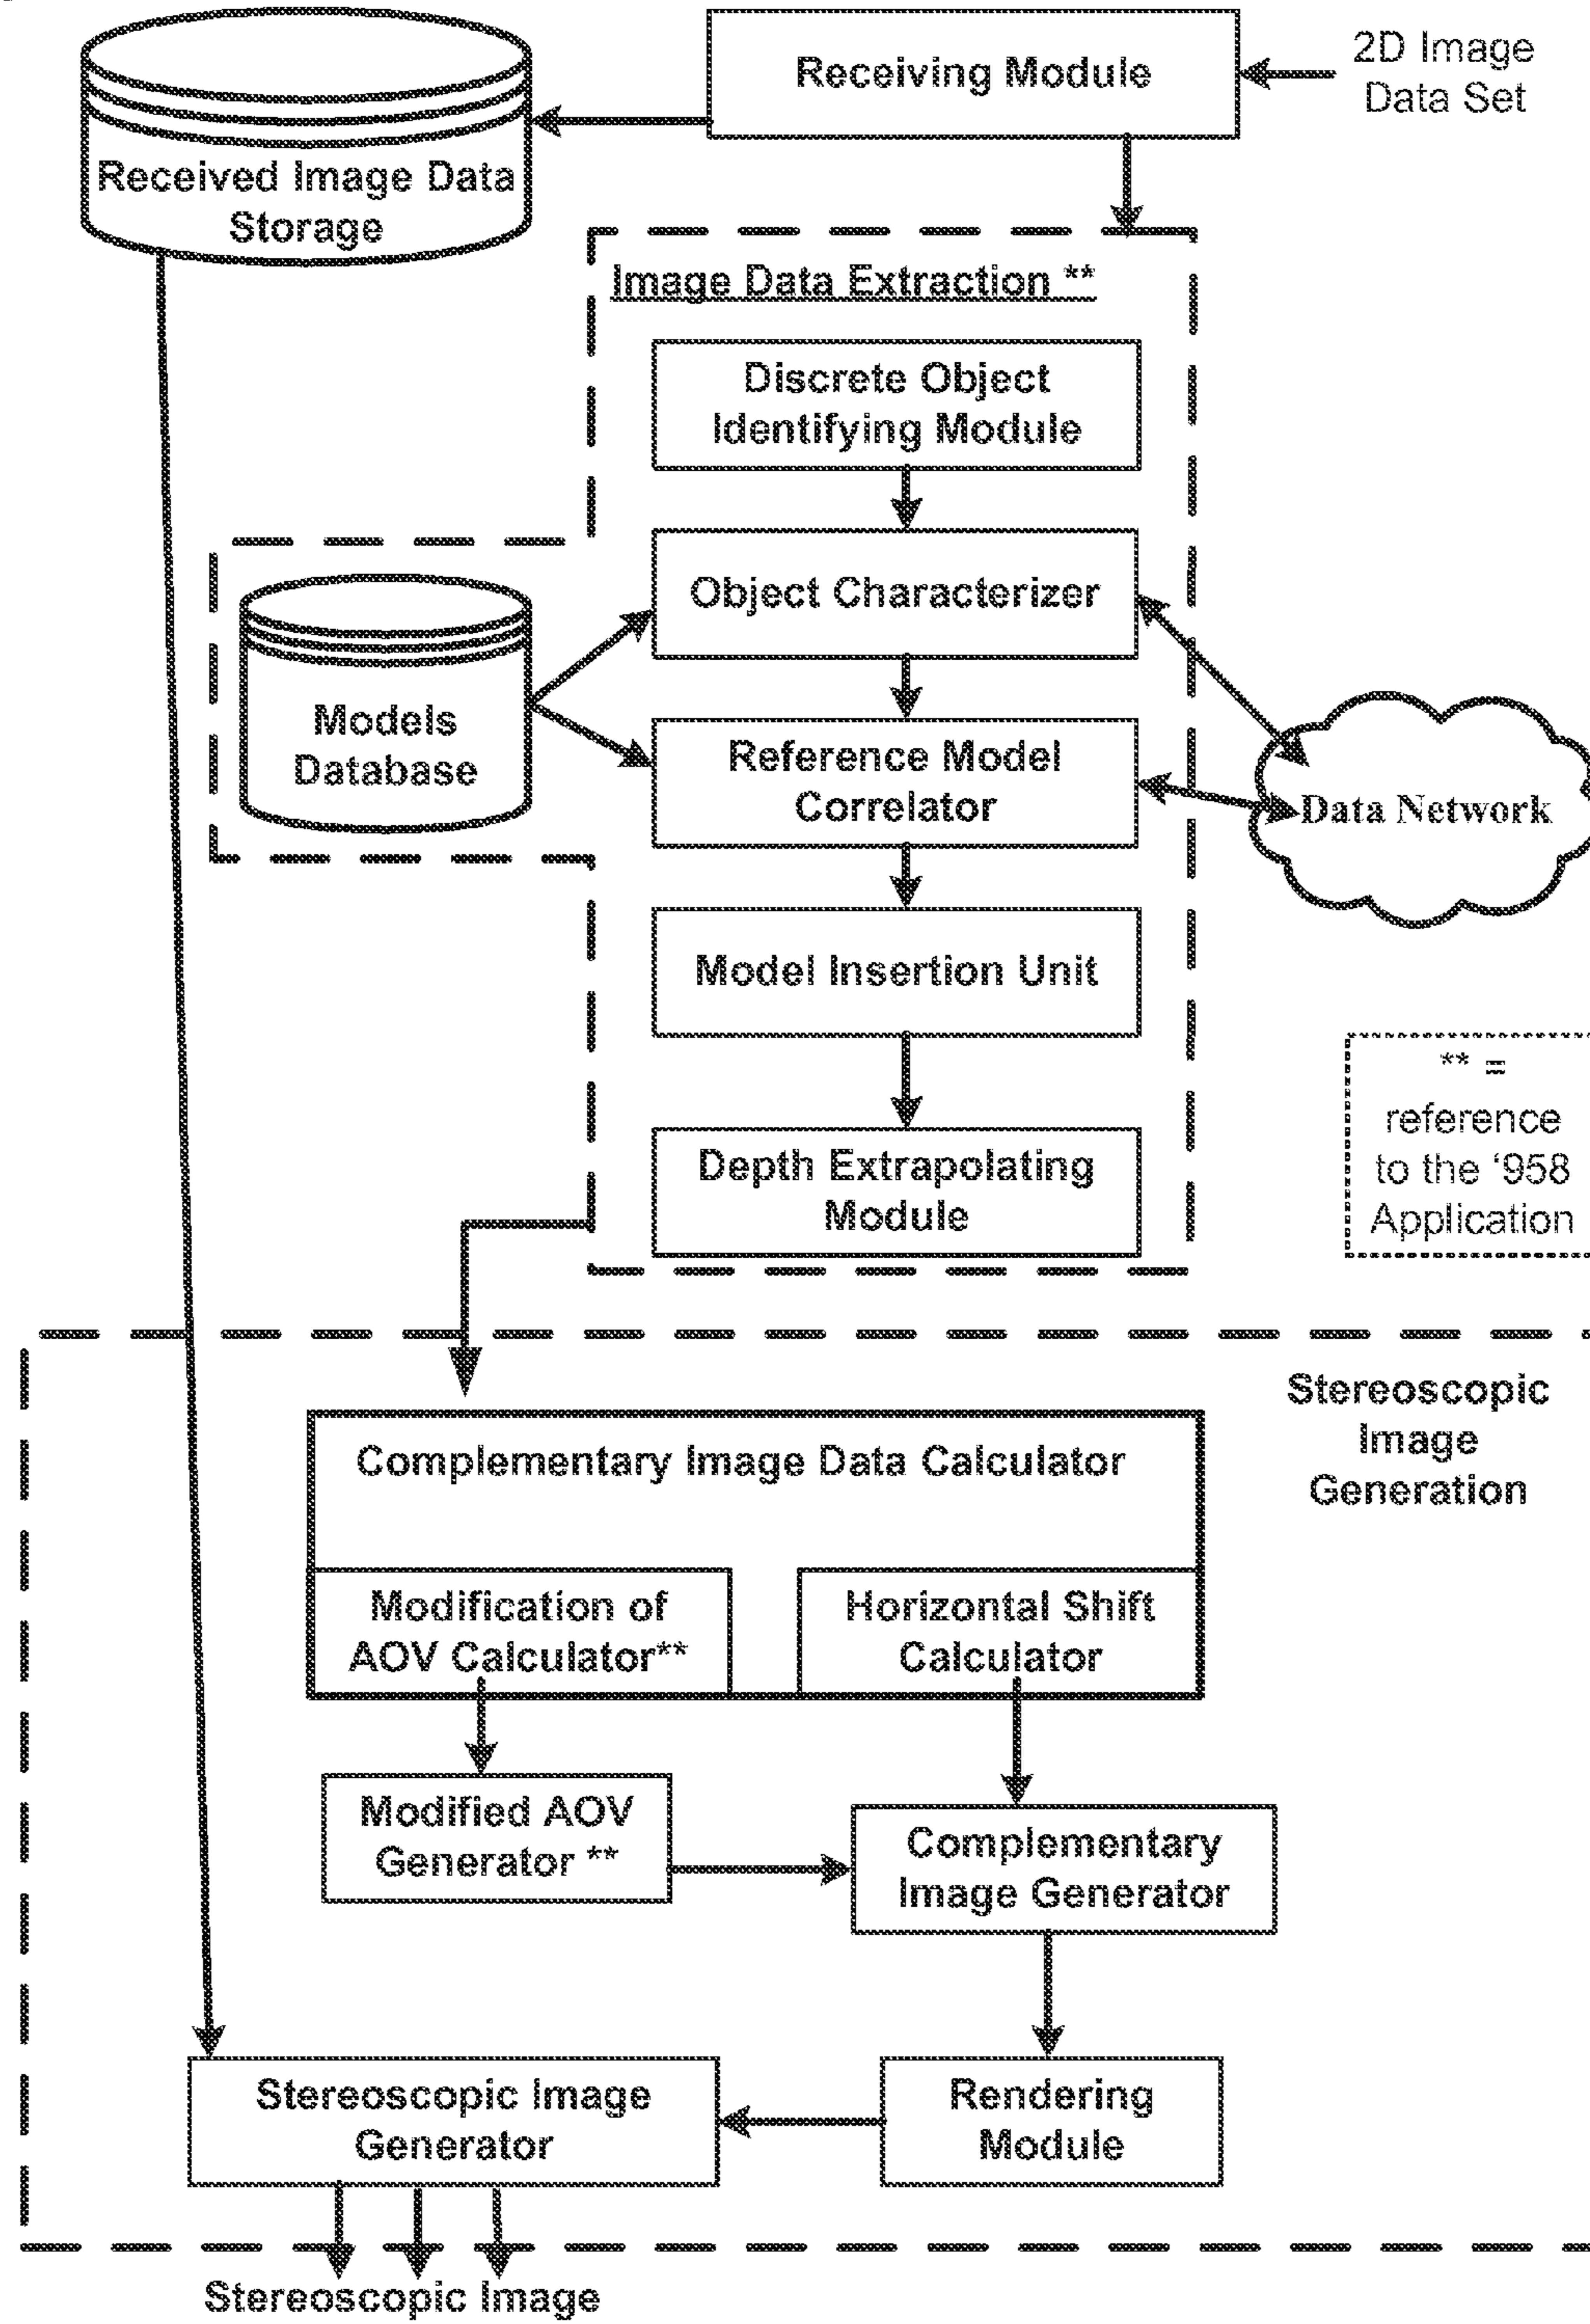 Receiving Module
2D Image
Data Set
Received Image Data
Storage
Image Data Extraction **
Discrete Object
Identifying Module
Object Characterizer
Models
Database
Reference Model
Correlator
Data Network
Model Insertion Unit
** =
reference
to the ‘958
Application
Depth Extrapolating
Module
Stereoscopic
Image
Generation
Complementary Image Data Calculator
Modification of
AOV Calculator**
Horizontal Shift
Calculator
Modified AOV
Generator **
Complementary
Image Generator
Stereoscopic Image
Generator
Rendering
Module
Stereoscopic Image